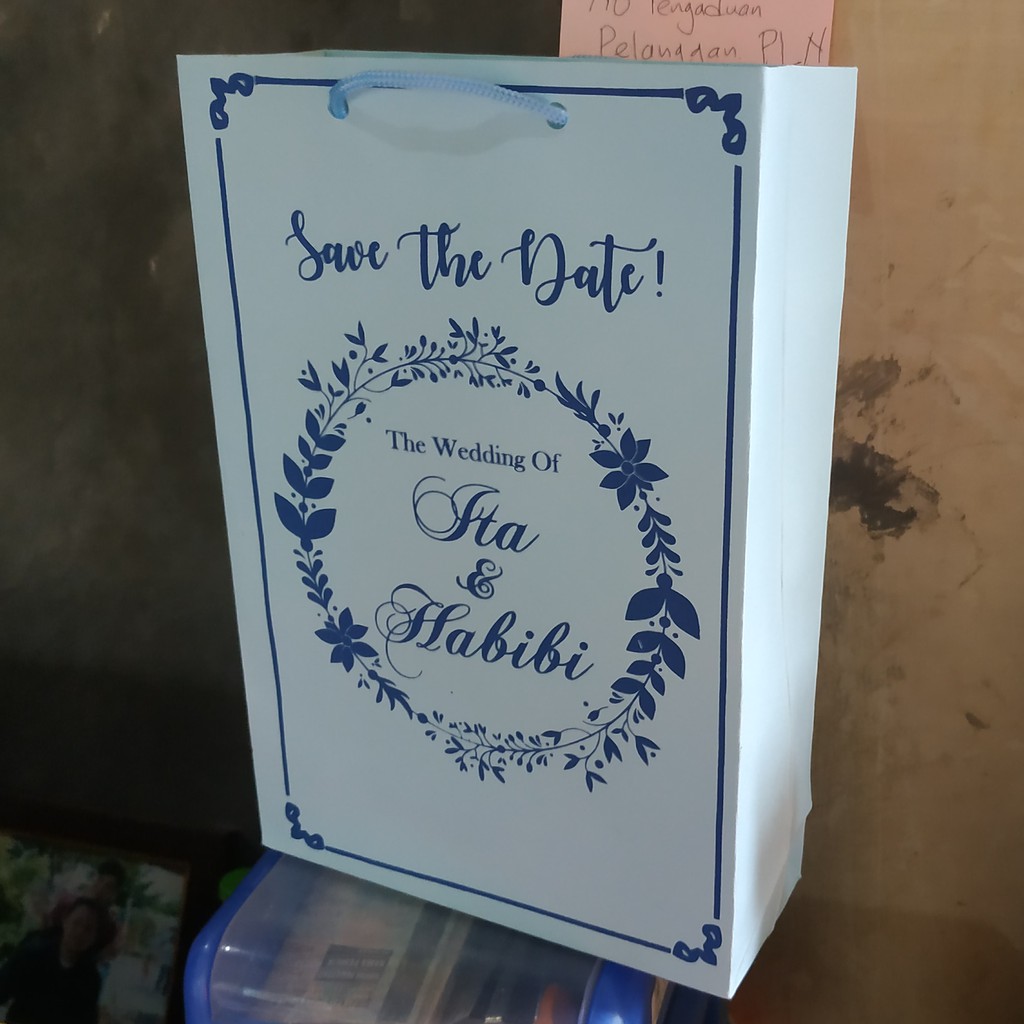 Pengaduan
Pelanggan PLN
Save the Date!
The Wedding Of
Ita
&
Habibi